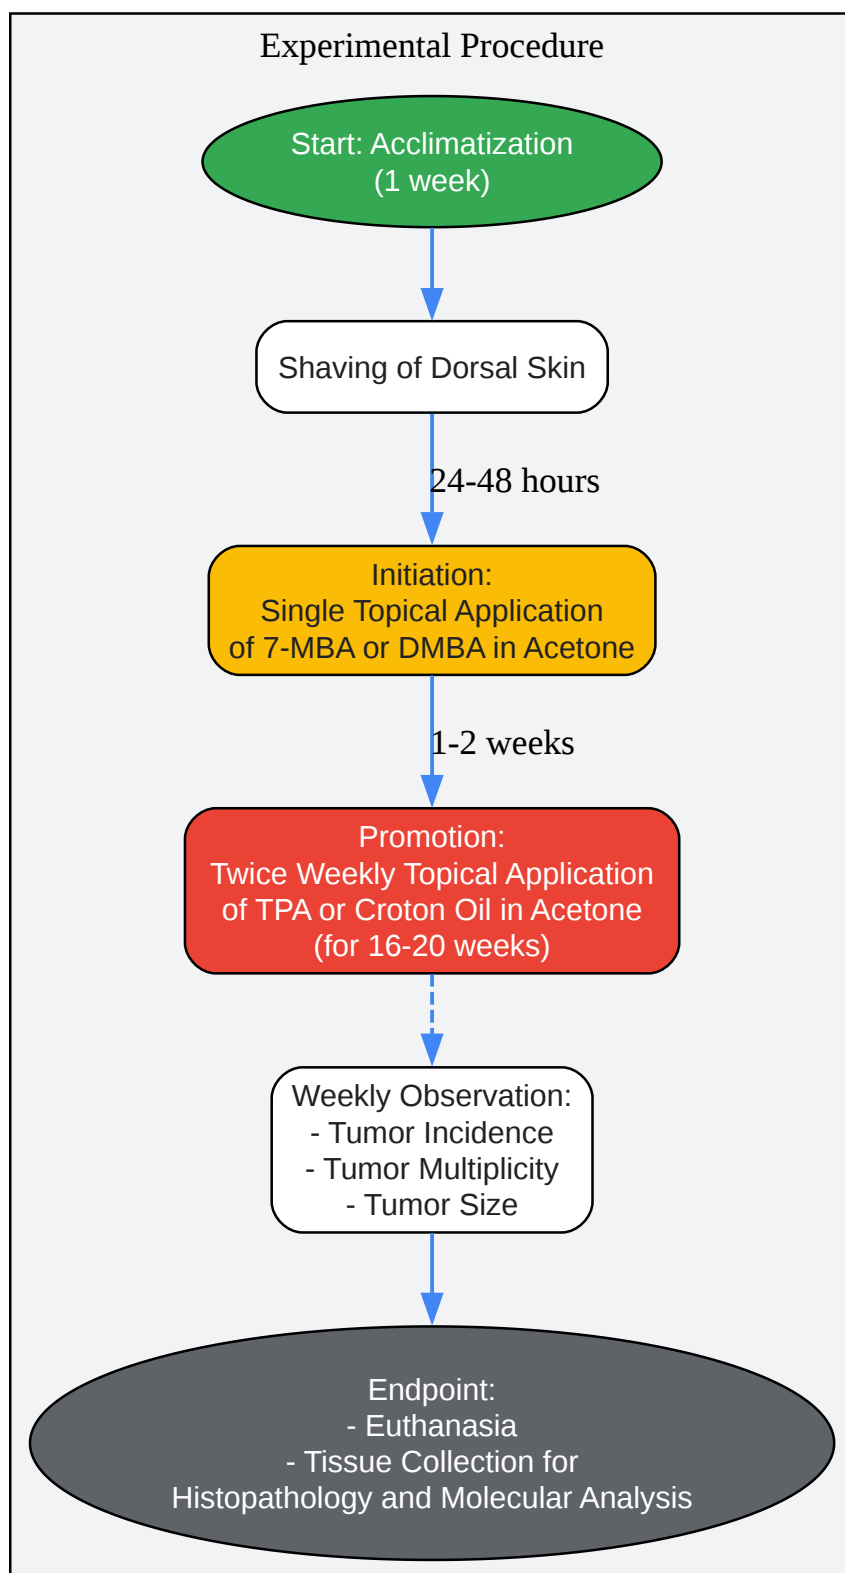 Experimental Procedure
Start: Acclimatization
(1 week)
Shaving of Dorsal Skin
24-48 hours
Initiation:
Single Topical Application
of 7-MBA or DMBA in Acetone
1-2 weeks
Promotion:
Twice Weekly Topical Application
of TPA or Croton Oil in Acetone
(for 16-20 weeks)
Weekly Observation:
- Tumor Incidence
- Tumor Multiplicity
- Tumor Size
Endpoint:
- Euthanasia
- Tissue Collection for
Histopathology and Molecular Analysis